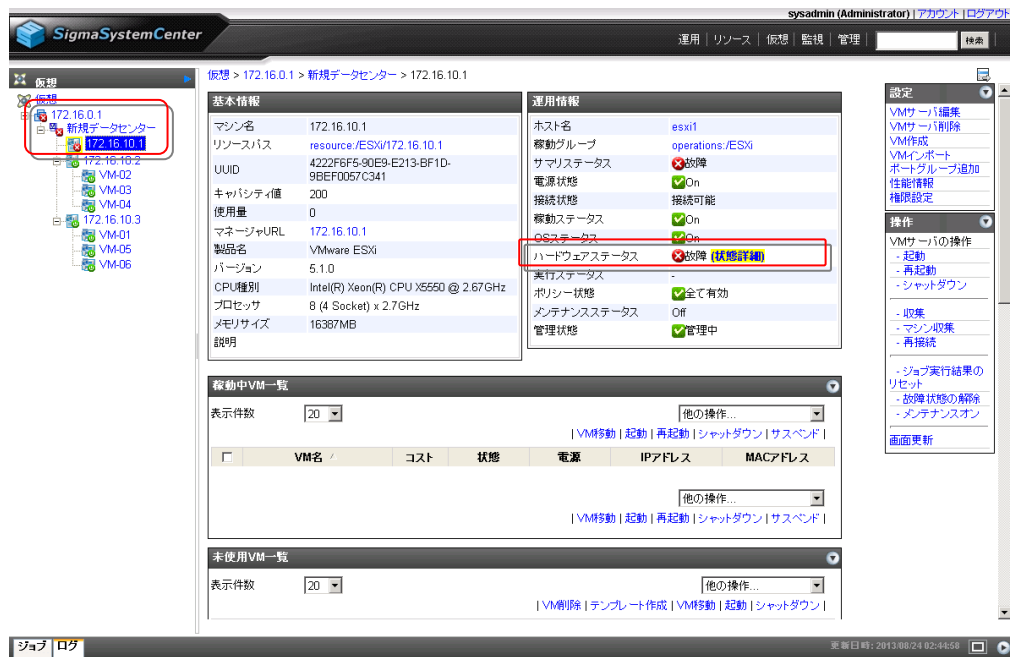 sysadmin (Administrator) | アカウント | ログアウト
SigmaSystemCenter
運用 | リソース | 仮想 | 監視 | 管理 | 検索
仮想
仮想
172.16.0.1
新規データセンター
172.16.10.1
172.16.10.2
VM-02
VM-03
VM-04
172.16.10.3
VM-01
VM-05
VM-06
仮想 > 172.16.0.1 > 新規データセンター > 172.16.10.1
基本情報
マシン名 172.16.10.1
リソースパス resource:/ESXi/172.16.10.1
UUID 4222F6F5-90E9-E213-BF1D-
9BEF0057C341
キャパシティ値 200
使用量 0
マネージャURL 172.16.10.1
製品名 VMware ESXi
バージョン 5.1.0
CPU種別 Intel(R) Xeon(R) CPU X5550 @ 2.67GHz
プロセッサ 8 (4 Socket) x 2.7GHz
メモリサイズ 16387MB
説明
運用情報
ホスト名 esxi1
稼動グループ operations:/ESXi
サマリステータス 故障
電源状態 On
接続状態 接続可能
稼動ステータス On
OSステータス On
ハードウェアステータス 故障 (状態詳細)
実行ステータス -
ポリシー状態 全て有効
メンテナンスステータス Off
管理状態 管理中
稼動中VM一覧
表示件数 20 他の操作...
| VM移動 | 起動 | 再起動 | シャットダウン | サスペンド |
VM名 コスト 状態 電源 IPアドレス MACアドレス
他の操作...
| VM移動 | 起動 | 再起動 | シャットダウン | サスペンド |
未使用VM一覧
表示件数 20 他の操作...
| VM削除 | テンプレート作成 | VM移動 | 起動 | シャットダウン |
設定
VMサーバ編集
VMサーバ削除
VM作成
VMインポート
ポートグループ追加
性能情報
権限設定
操作
VMサーバの操作
- 起動
- 再起動
- シャットダウン
- 収集
- マシン収集
- 再接続
- ジョブ実行結果の
リセット
- 故障状態の解除
- メンテナンスオン
画面更新
ジョブ ログ
更新日時: 2013/08/24 02:44:58